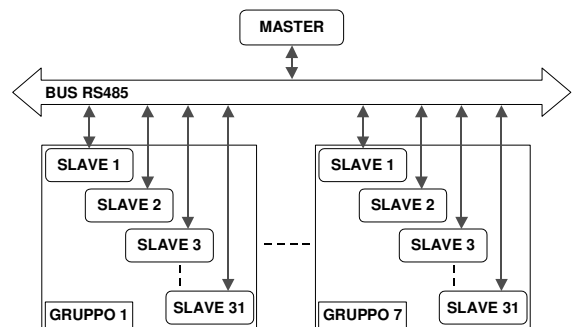 MASTER
BUS RS485
SLAVE 1
SLAVE 2
SLAVE 3
SLAVE 31
GRUPPO 1
SLAVE 1
SLAVE 2
SLAVE 3
SLAVE 31
GRUPPO 7